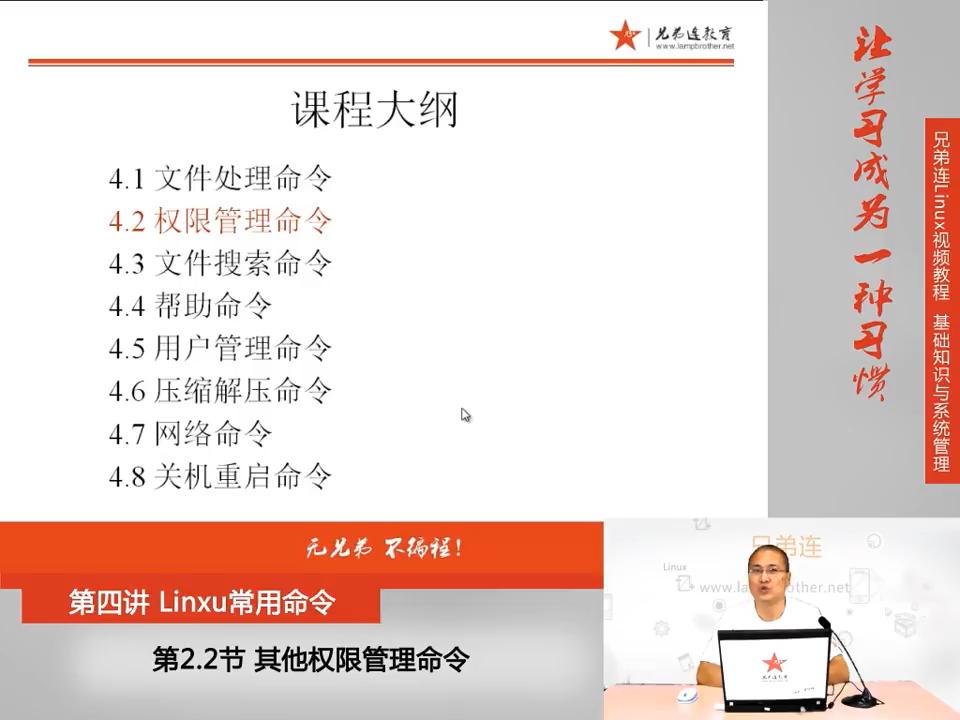 兄弟连教育
www.lampbrother.net
课程大纲
4.1 文件处理命令
4.2 权限管理命令
4.3 文件搜索命令
4.4 帮助命令
4.5 用户管理命令
4.6 压缩解压命令
4.7 网络命令
4.8 关机重启命令
让学习成为一种习惯
兄弟连Linux视频教程 基础知识与系统管理
无兄弟 不编程!
第四讲 Linxu常用命令
第2.2节 其他权限管理命令
兄弟连
Linux